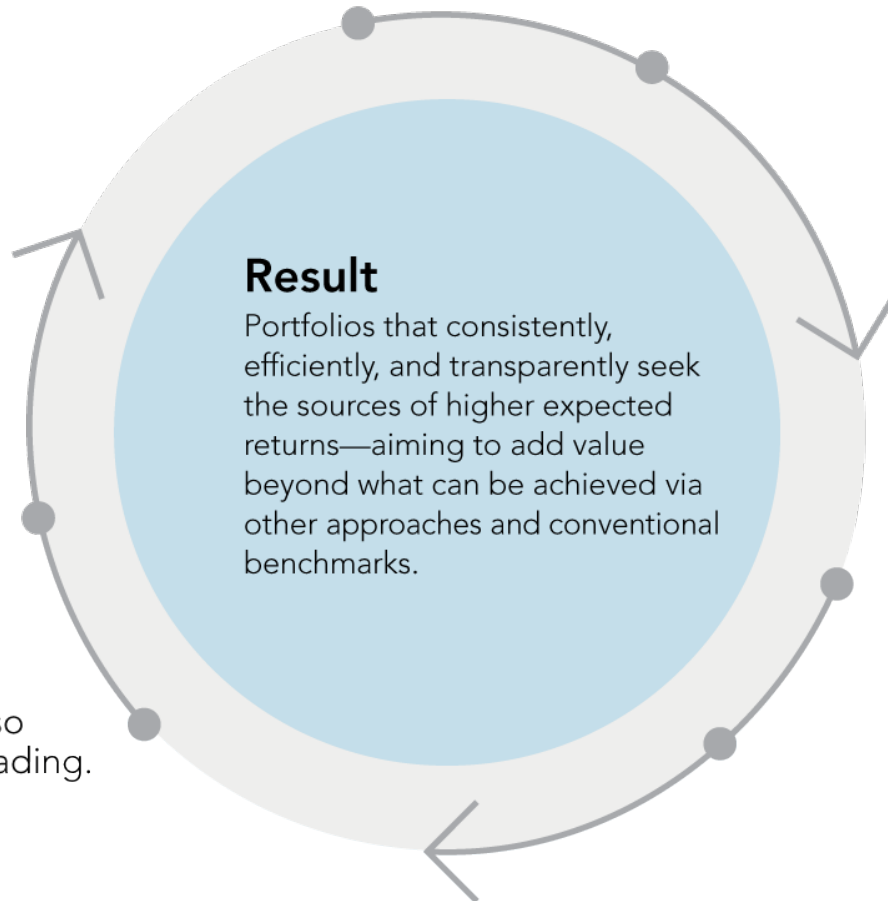 Result
Portfolios that consistently,
efficiently, and transparently seek
the sources of higher expected
returns—aiming to add value
beyond what can be achieved via
other approaches and conventional
benchmarks.